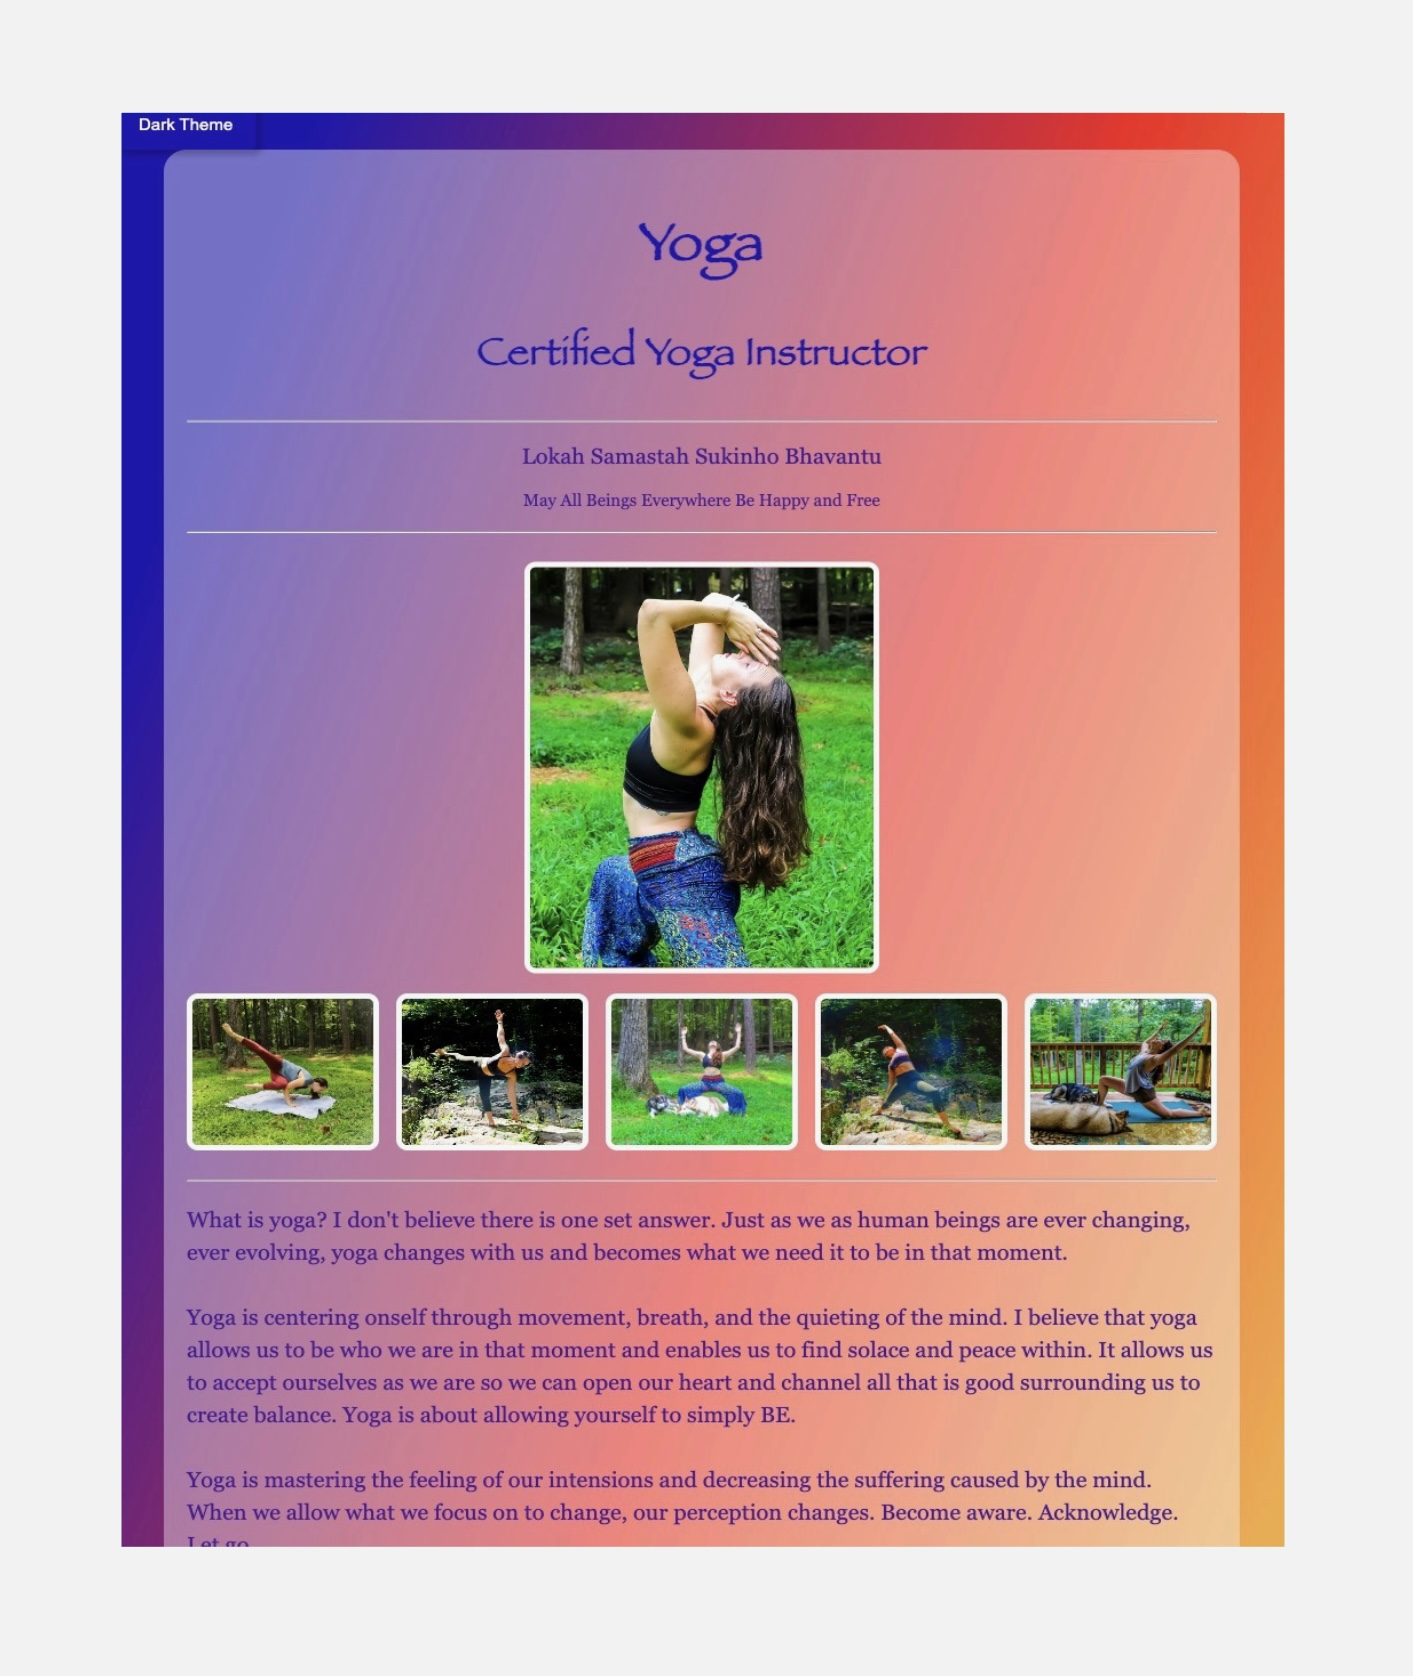 Dark Theme
Yoga
Certified Yoga Instructor
Lokah Samastah Sukinho Bhavantu
May All Beings Everywhere Be Happy and Free
What is yoga? I don't believe there is one set answer. Just as we as human beings are ever changing,
ever evolving, yoga changes with us and becomes what we need it to be in that moment.
Yoga is centering onself through movement, breath, and the quieting of the mind. I believe that yoga
allows us to be who we are in that moment and enables us to find solace and peace within. It allows us
to accept ourselves as we are so we can open our heart and channel all that is good surrounding us to
create balance. Yoga is about allowing yourself to simply BE.
Yoga is mastering the feeling of our intensions and decreasing the suffering caused by the mind.
When we allow what we focus on to change, our perception changes. Become aware. Acknowledge.
Let go